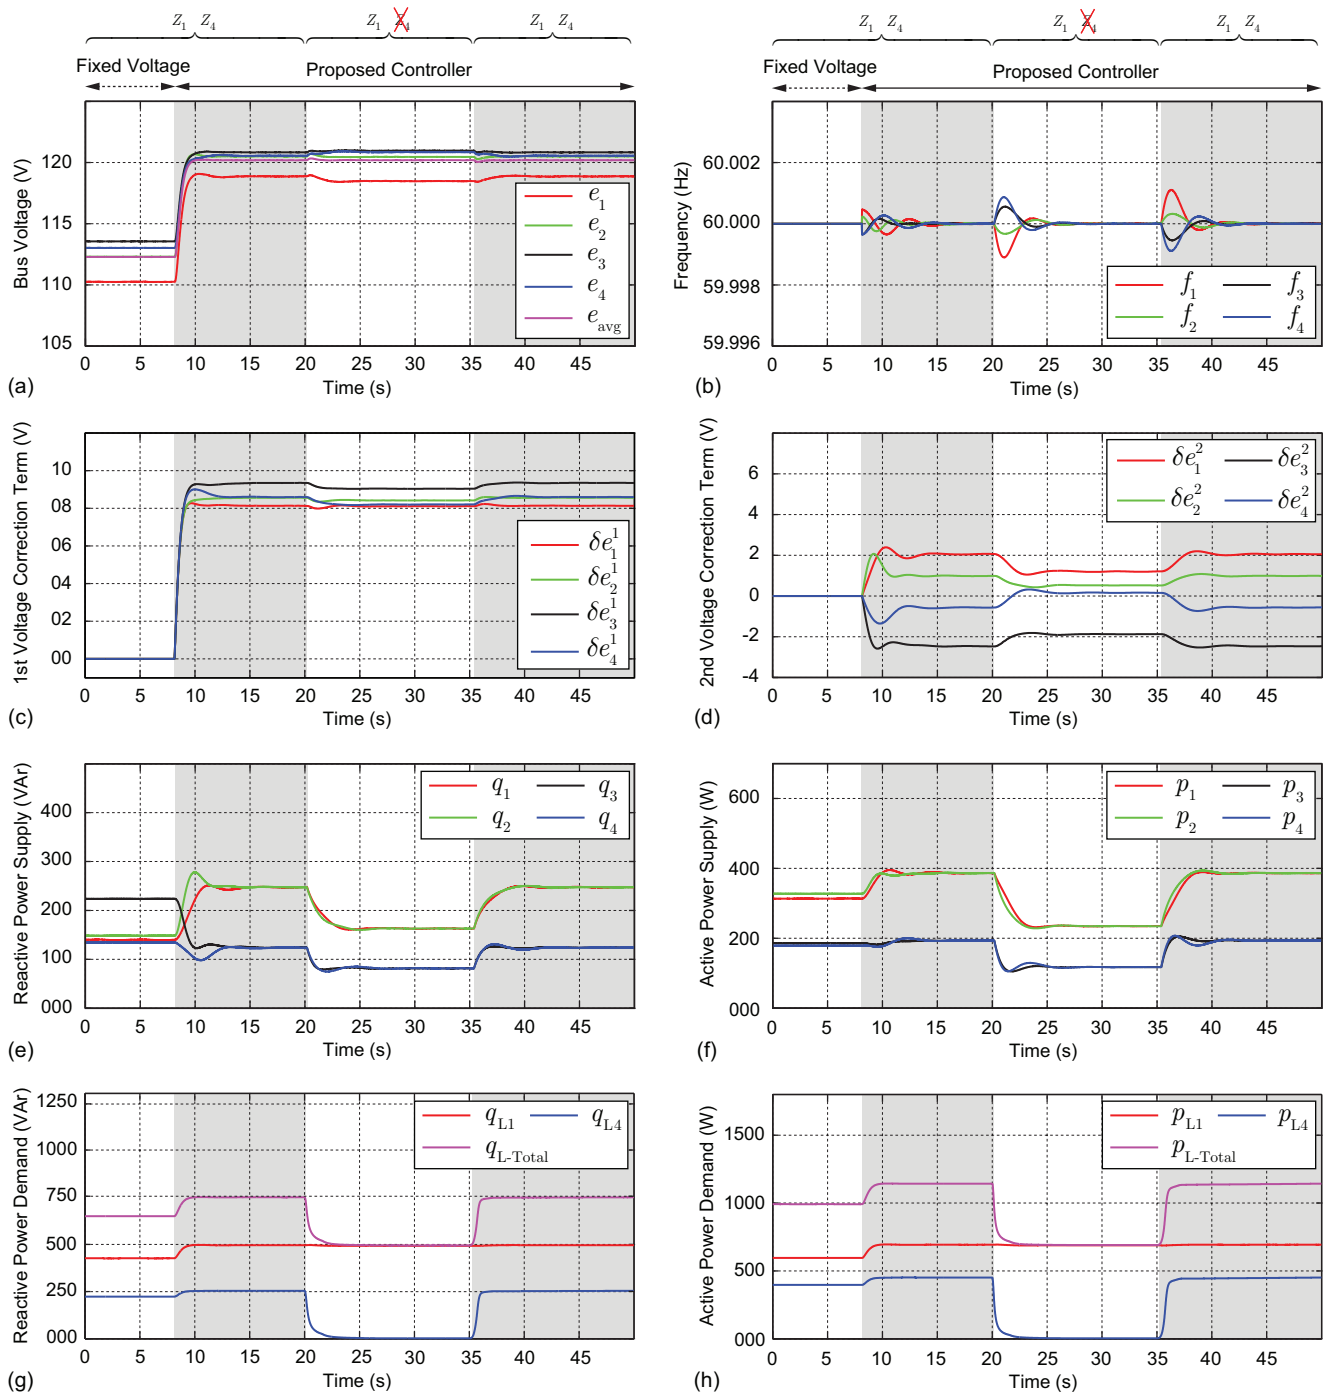 Z1 Z4 Z1 Z4 Z1 Z4
Fixed Voltage Proposed Controller
Bus Voltage (V)
120
115
110
105
e1
e2
e3
e4
eavg
0 5 10 15 20 25 30 35 40 45
Time (s)
(a)
Z1 Z4 Z1 Z4 Z1 Z4
Fixed Voltage Proposed Controller
Frequency (Hz)
60.002
60.000
59.998
59.996
f1 f3
f2 f4
0 5 10 15 20 25 30 35 40 45
Time (s)
(b)
1st Voltage Correction Term (V)
10
08
06
04
02
00
δe11
δe21
δe31
δe41
0 5 10 15 20 25 30 35 40 45
Time (s)
(c)
2nd Voltage Correction Term (V)
6
4
2
0
-2
-4
δe12 δe32
δe22 δe42
0 5 10 15 20 25 30 35 40 45
Time (s)
(d)
Reactive Power Supply (VAr)
400
300
200
100
000
q1 q3
q2 q4
0 5 10 15 20 25 30 35 40 45
Time (s)
(e)
Active Power Supply (W)
600
400
200
000
p1 p3
p2 p4
0 5 10 15 20 25 30 35 40 45
Time (s)
(f)
Reactive Power Demand (VAr)
1250
1000
750
500
250
000
qL1 qL4
qL-Total
0 5 10 15 20 25 30 35 40 45
Time (s)
(g)
Active Power Demand (W)
1500
1000
500
000
pL1 pL4
pL-Total
0 5 10 15 20 25 30 35 40 45
Time (s)
(h)